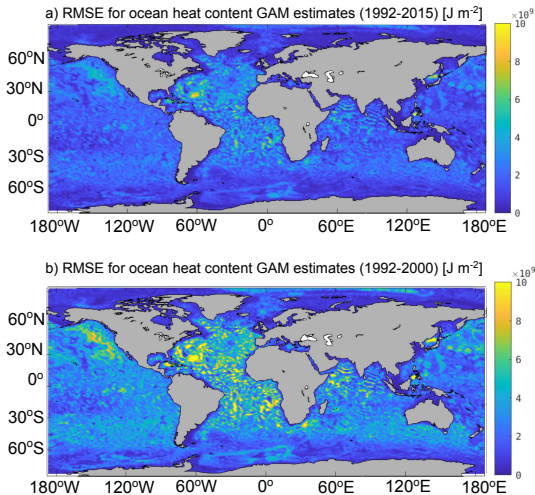 a) RMSE for ocean heat content GAM estimates (1992-2015) [J m⁻²]
×10⁹
10
8
6
4
2
0
60ºN
30ºN
0º
30ºS
60ºS
180ºW 120ºW 60ºW 0º 60ºE 120ºE 180ºE
b) RMSE for ocean heat content GAM estimates (1992-2000) [J m⁻²]
×10⁹
10
8
6
4
2
0
60ºN
30ºN
0º
30ºS
60ºS
180ºW 120ºW 60ºW 0º 60ºE 120ºE 180ºE